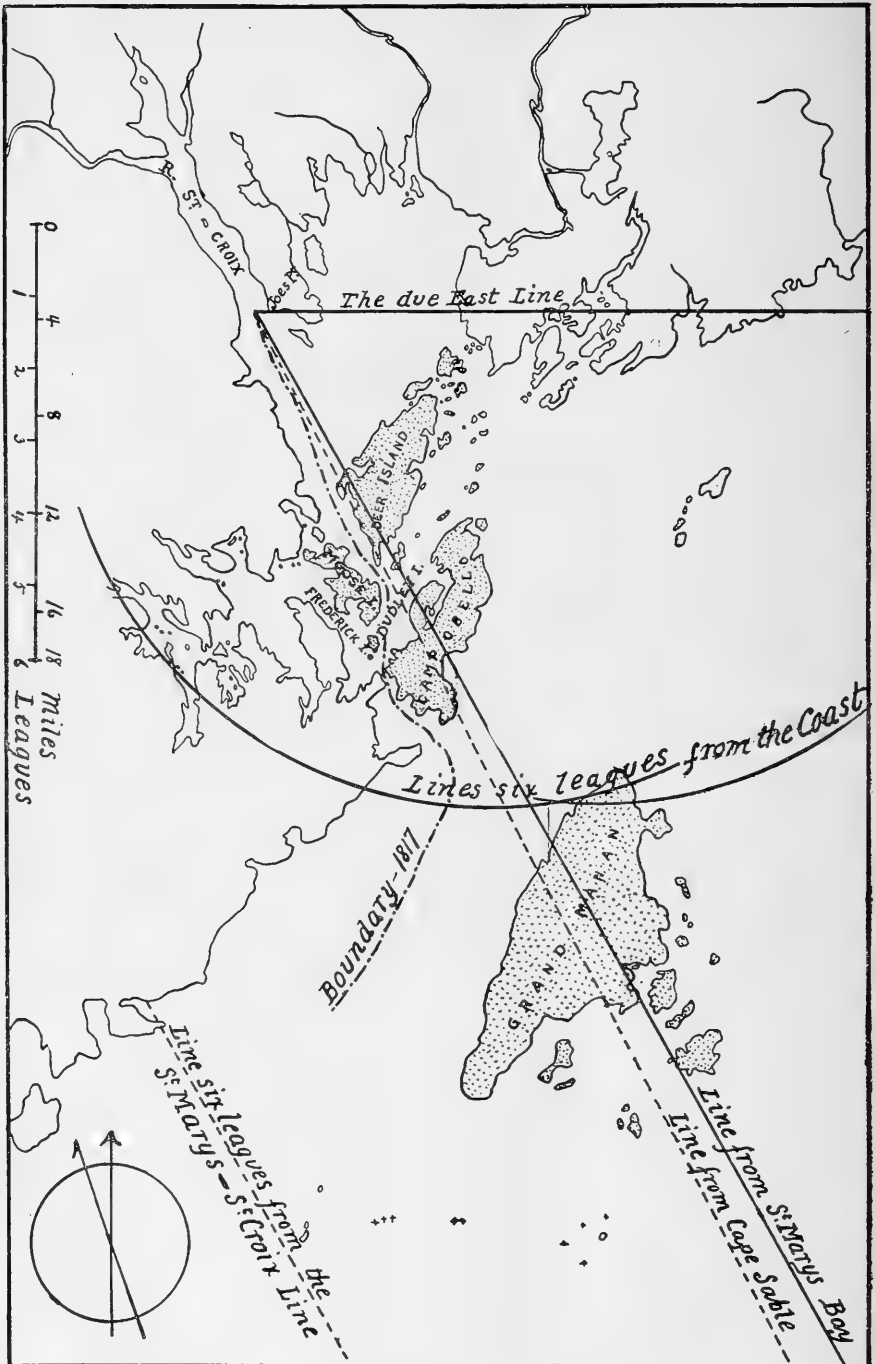 R. ST. CROIX
Joes Pt.
The due East Line
DEER ISLAND
MOOSE I.
FREDERICK I.
DUDLEY I.
CAMPOBELLO
Lines six leagues from the Coast
GRAND MANAN
Boundary-1817
Line from St. Marys Bay
Line from Cape Sable
Line six leagues from the
St. Marys - St. Croix Line
0 4 8 12 16 18 Miles
1 2 3 4 5 6 Leagues